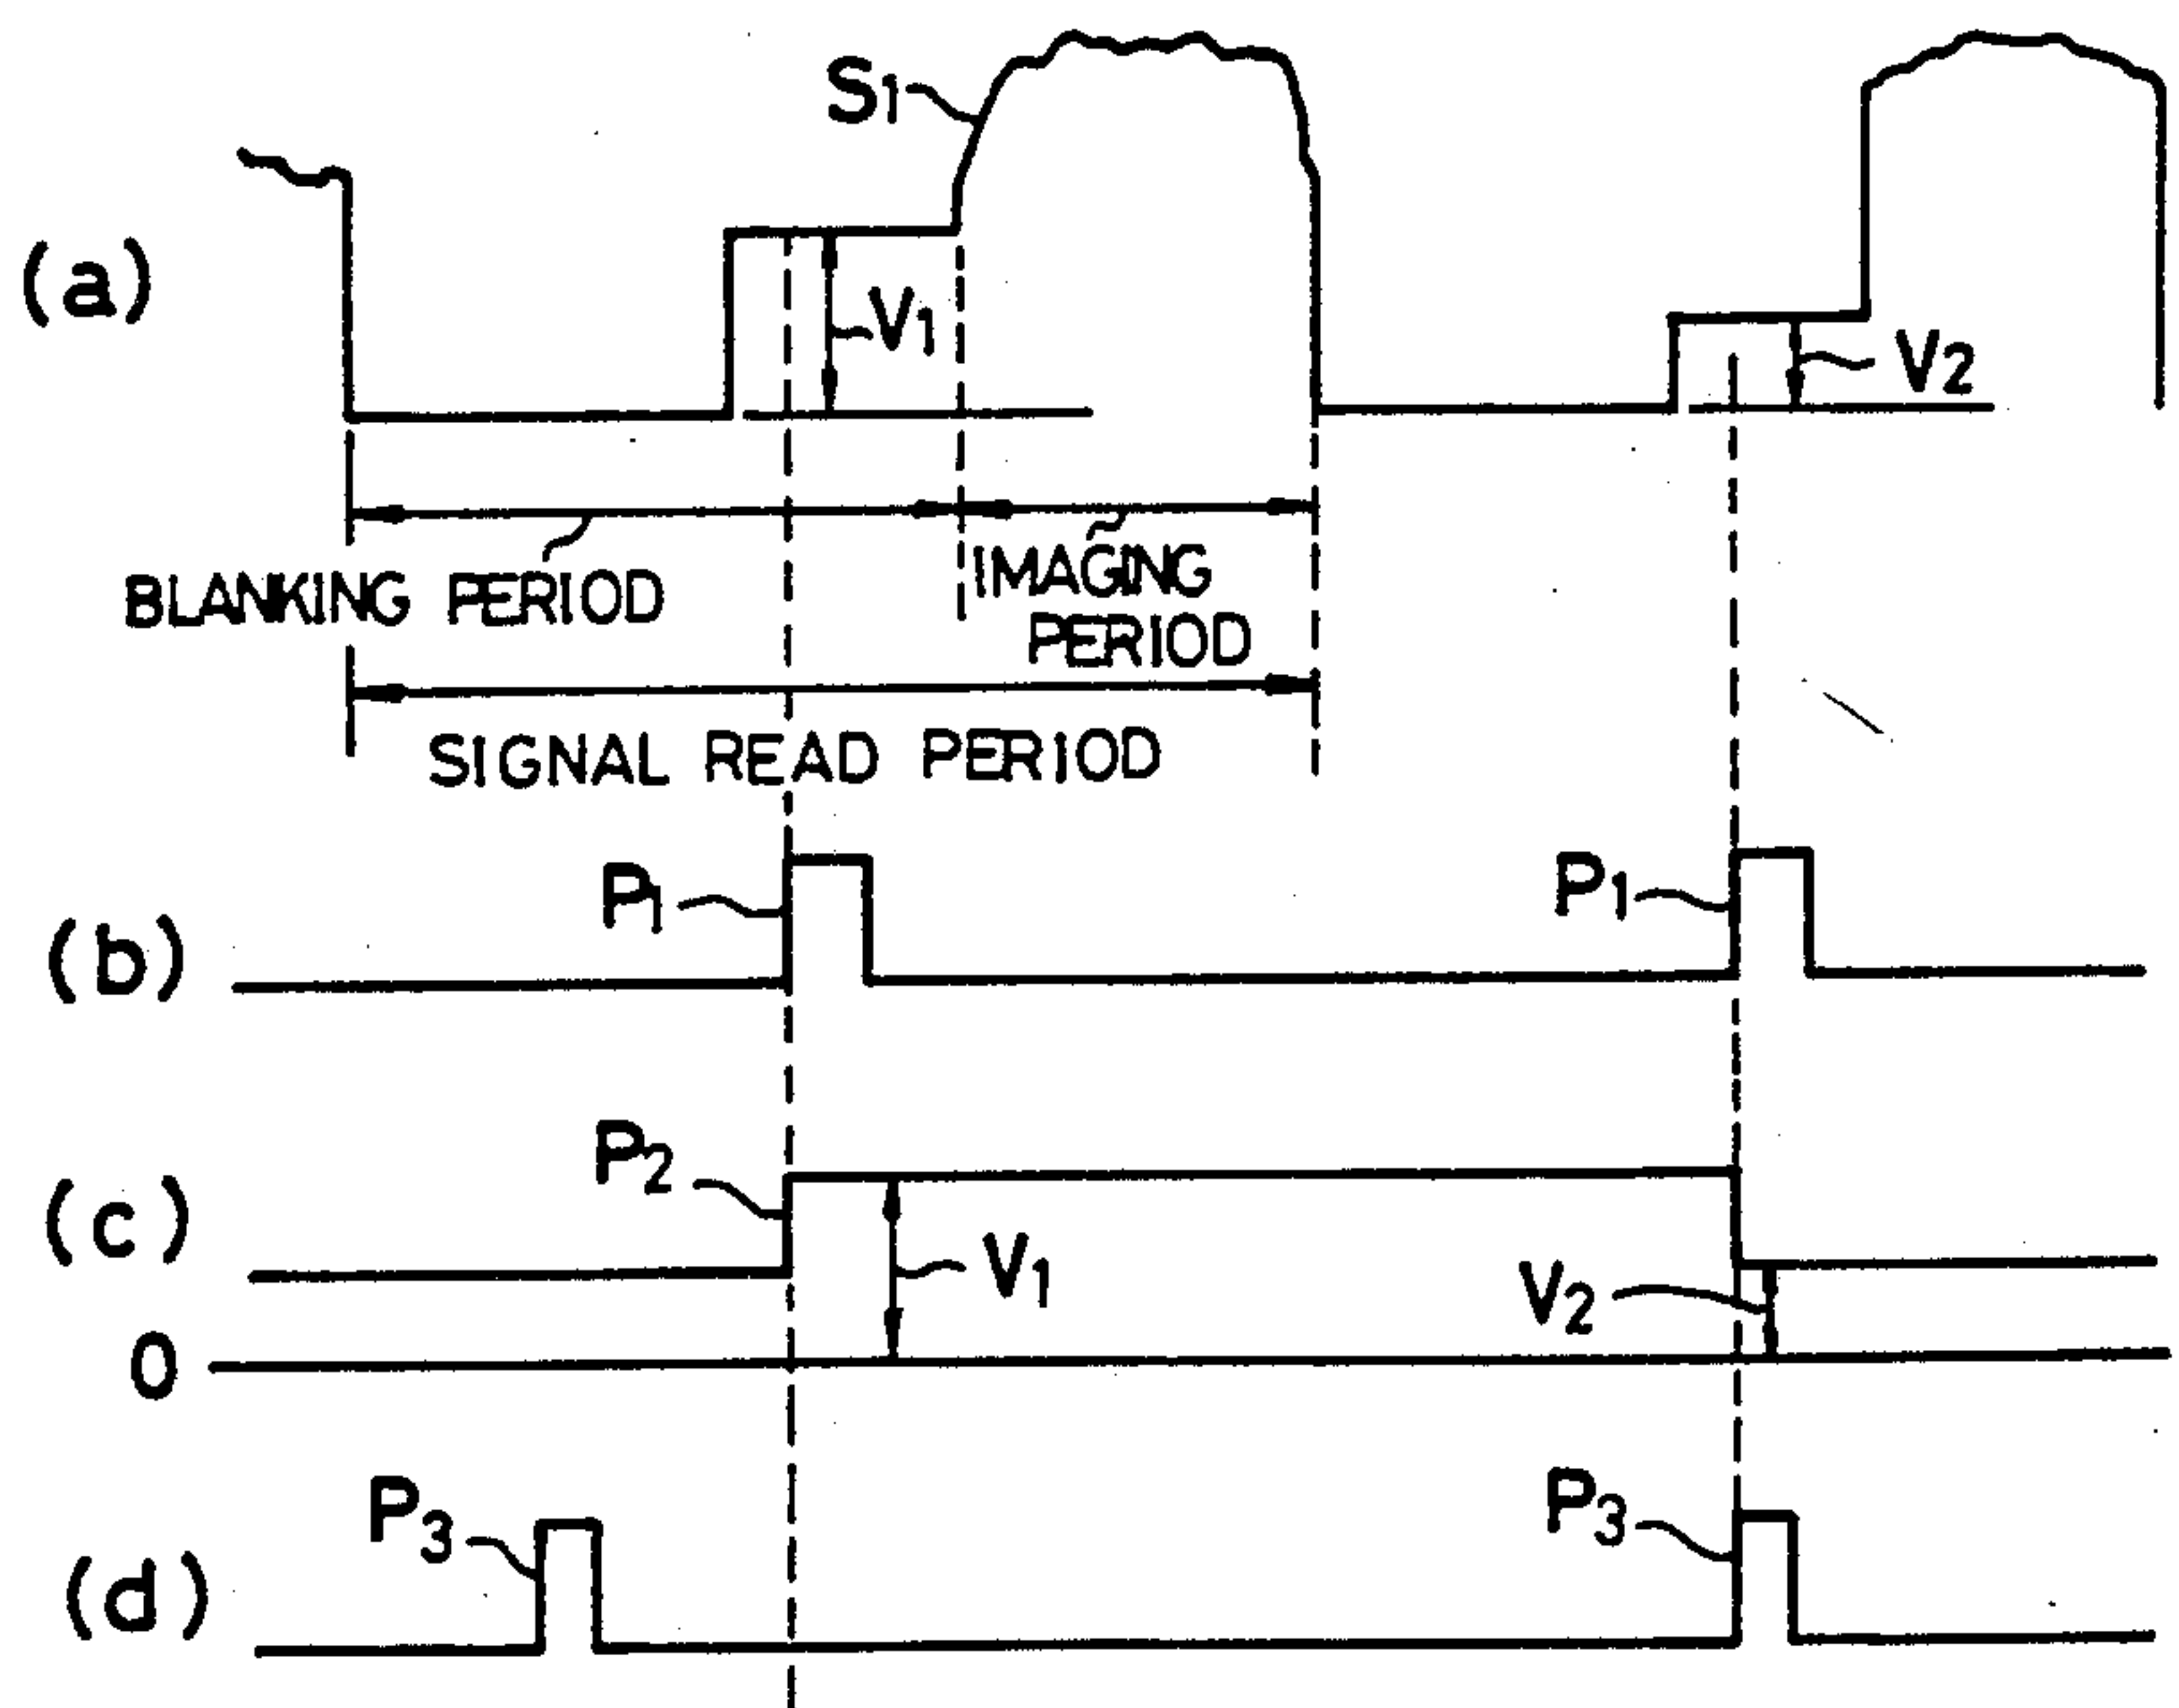 S1
(a)
V1
V2
BLANKING PERIOD
IMAGING
PERIOD
SIGNAL READ PERIOD
P1
P1
(b)
P2
(c)
V1
V2
0
P3
P3
(d)